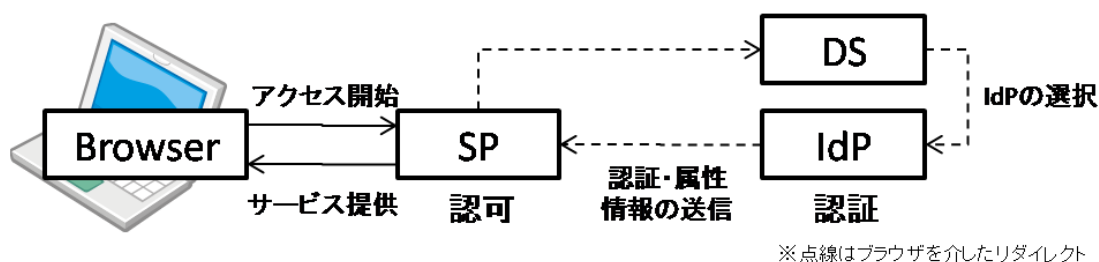 DS
アクセス開始
IdPの選択
Browser
SP
IdP
サービス提供
認可
認証・属性
情報の送信
認証
※点線はブラウザを介したリダイレクト